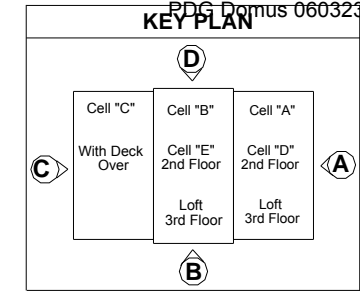 PDG Domus 060323
KEY PLAN
D
Cell "C"
Cell "B"
Cell "A"
With Deck
Over
Cell "E"
2nd Floor
Cell "D"
2nd Floor
C
A
Loft
3rd Floor
Loft
3rd Floor
B